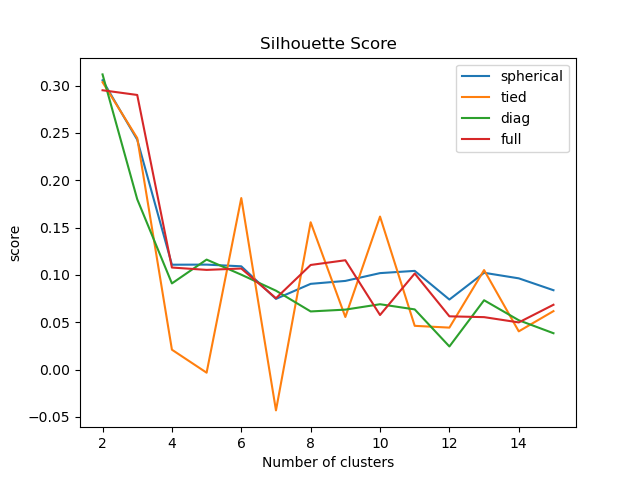 Silhouette Score
spherical
tied
diag
full
score
0.30
0.25
0.20
0.15
0.10
0.05
0.00
−0.05
2 4 6 8 10 12 14
Number of clusters